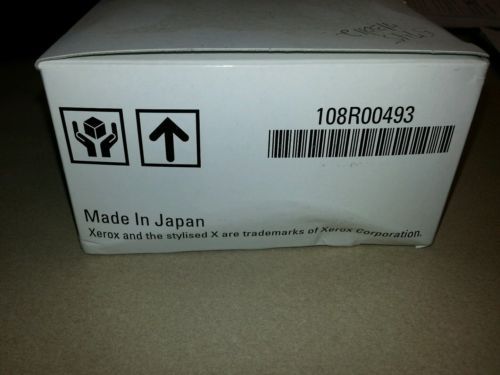 108R00493
Made In Japan
Xerox and the stylised X are trademarks of Xerox Corporation.